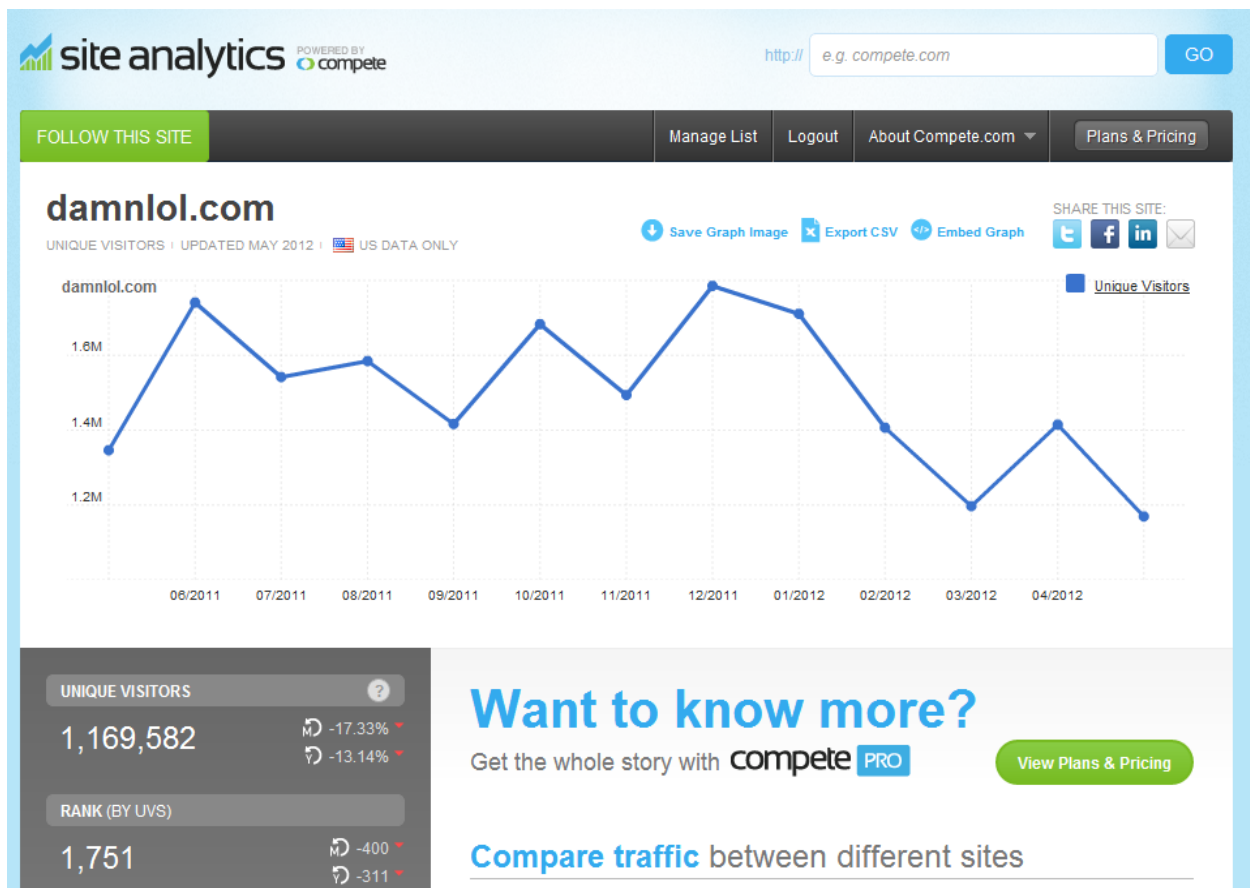 site analytics POWERED BY compete
http:// e.g. compete.com GO
FOLLOW THIS SITE Manage List Logout About Compete.com Plans & Pricing
damnlol.com
SHARE THIS SITE:
Save Graph Image Export CSV Embed Graph
UNIQUE VISITORS UPDATED MAY 2012 US DATA ONLY
damnlol.com Unique Visitors
1.6M
1.4M
1.2M
06/2011 07/2011 08/2011 09/2011 10/2011 11/2011 12/2011 01/2012 02/2012 03/2012 04/2012
UNIQUE VISITORS ?
1,169,582
M -17.33%
Y -13.14%
RANK (BY UVS)
1,751
M -400
Y -311
Want to know more?
Get the whole story with compete PRO
View Plans & Pricing
Compare traffic between different sites